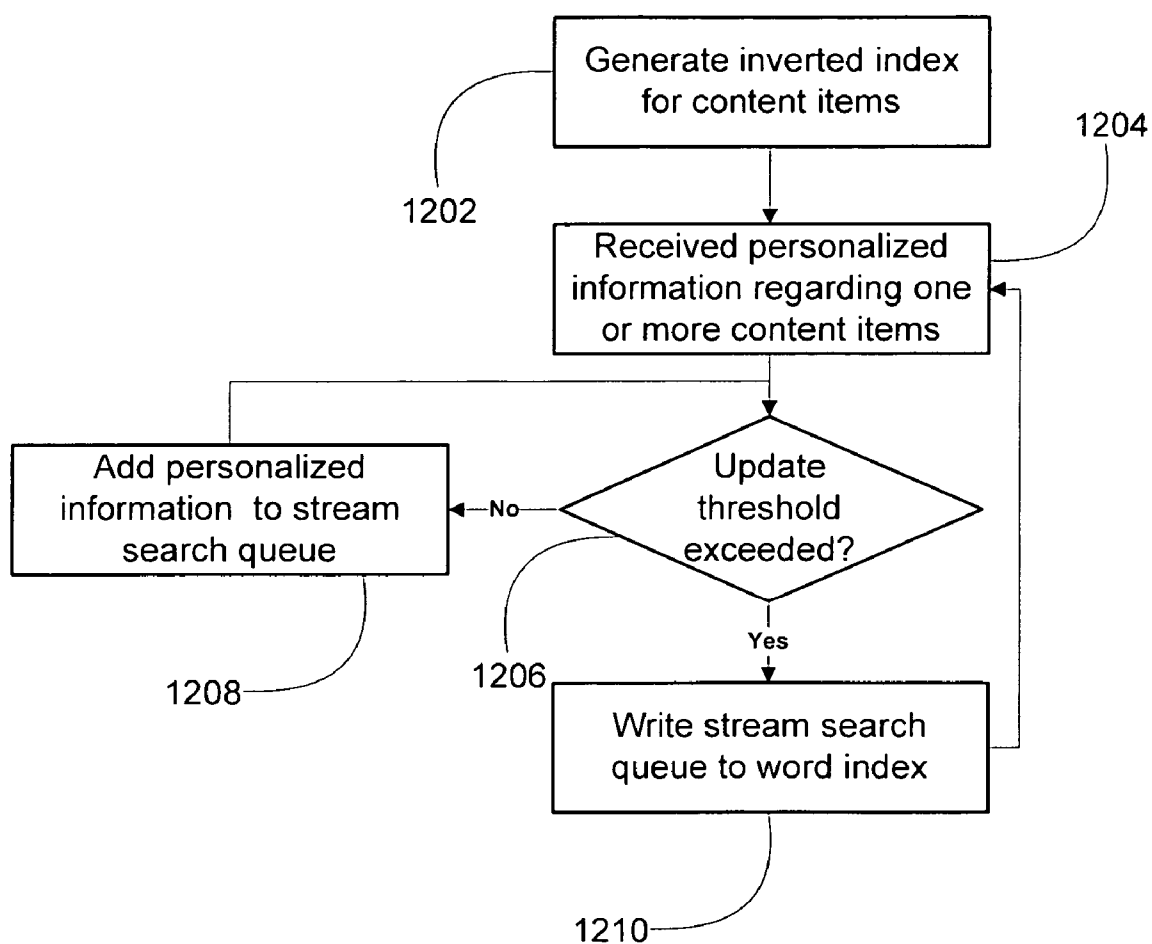 Generate inverted index
for content items
1202
1204
Received personalized
information regarding one
or more content items
Add personalized
information to stream
search queue
No
Update
threshold
exceeded?
1206
1208
Yes
Write stream search
queue to word index
1210